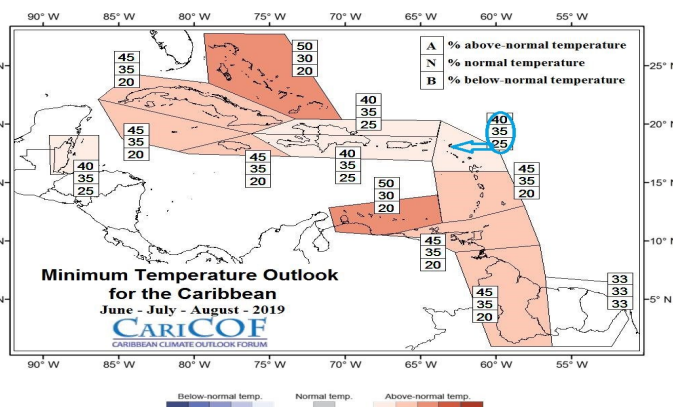 90° W 85° W 80° W 75° W 70° W 65° W 60° W 55° W
A % above-normal temperature
N % normal temperature
B % below-normal temperature
50
30
20
45
35
20
N 25° N
40
35
25
40
35
25
N 20° N
45
35
20
45
35
20
40
35
25
45
35
20
40
35
25
N 15° N
50
30
20
45
35
20
N 10° N
Minimum Temperature Outlook
for the Caribbean
June - July - August - 2019
CARICOF
CARIBBEAN CLIMATE OUTLOOK FORUM
45
35
20
33
33
33
N 5° N
90° W 85° W 80° W 75° W 70° W 65° W 60° W 55° W
Below-normal temp. Normal temp. Above-normal temp.